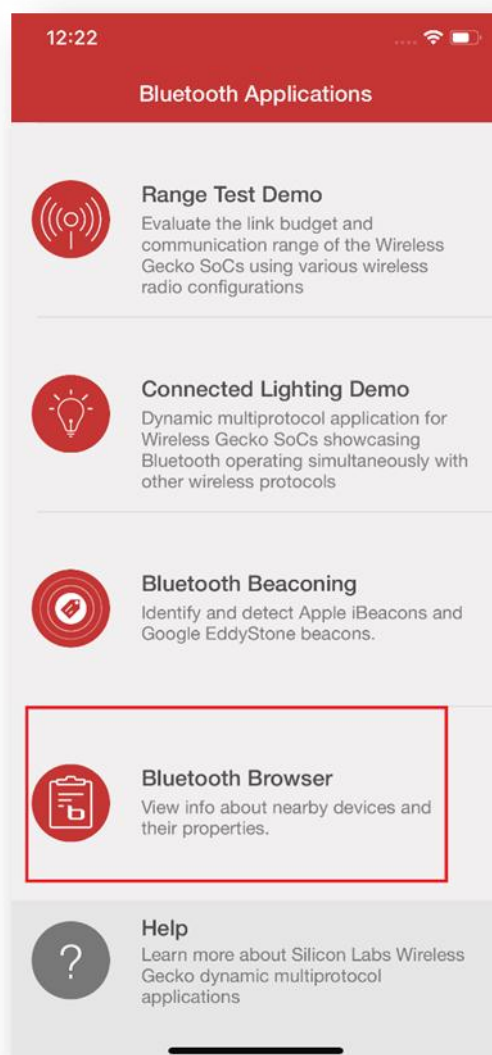 12:22
Bluetooth Applications
Range Test Demo
Evaluate the link budget and
communication range of the Wireless
Gecko SoCs using various wireless
radio configurations
Connected Lighting Demo
Dynamic multiprotocol application for
Wireless Gecko SoCs showcasing
Bluetooth operating simultaneously with
other wireless protocols
Bluetooth Beaconing
Identify and detect Apple iBeacons and
Google EddyStone beacons.
Bluetooth Browser
View info about nearby devices and
their properties.
?
Help
Learn more about Silicon Labs Wireless
Gecko dynamic multiprotocol
applications